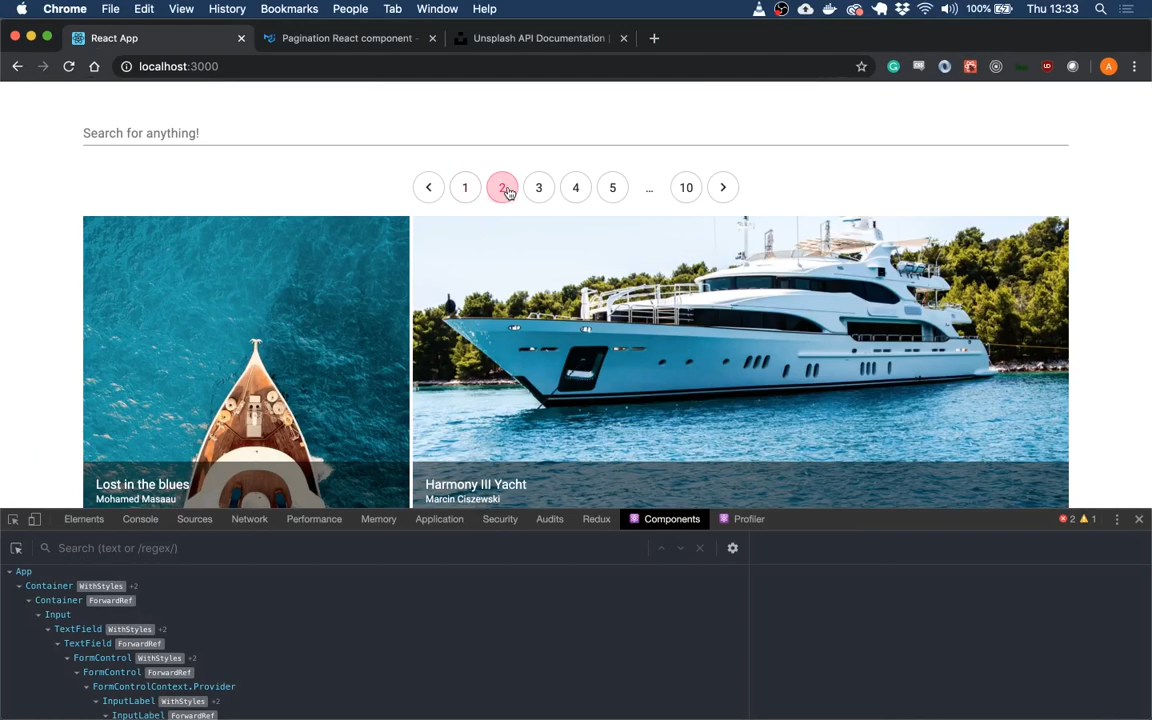 Chrome File Edit View History Bookmarks People Tab Window Help 100% Thu 13:33
React App Pagination React component - Unsplash API Documentation |
localhost:3000 A
Search for anything!
1 2 3 4 5 ... 10
Lost in the blues
Mohamed Masaau
Harmony III Yacht
Marcin Ciszewski
Elements Console Sources Network Performance Memory Application Security Audits Redux Components Profiler 2 1
Search (text or /regex/)
App
Container WithStyles +2
Container ForwardRef
Input
TextField WithStyles +2
TextField ForwardRef
FormControl WithStyles +2
FormControl ForwardRef
FormControlContext.Provider
InputLabel WithStyles +2
InputLabel ForwardRef